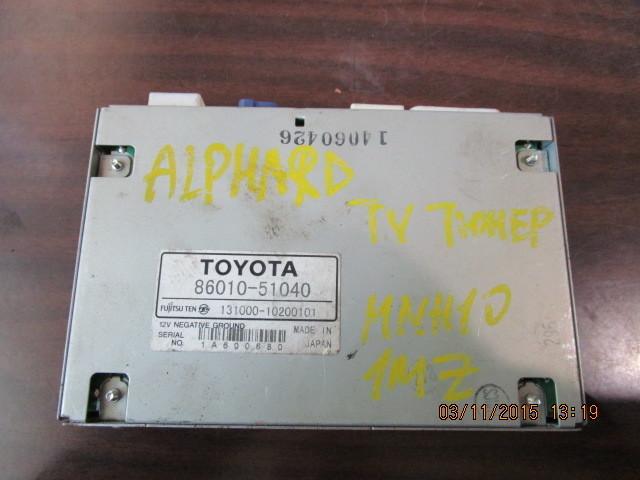 14060426
ALPHARD
TV ТЮНЕР
TOYOTA
86010-51040
FUJITSU TEN 131000-10200101
12V NEGATIVE GROUND
SERIAL NO. 1A600680
MADE IN JAPAN
MNH10
1MZ
03/11/2015 13:19